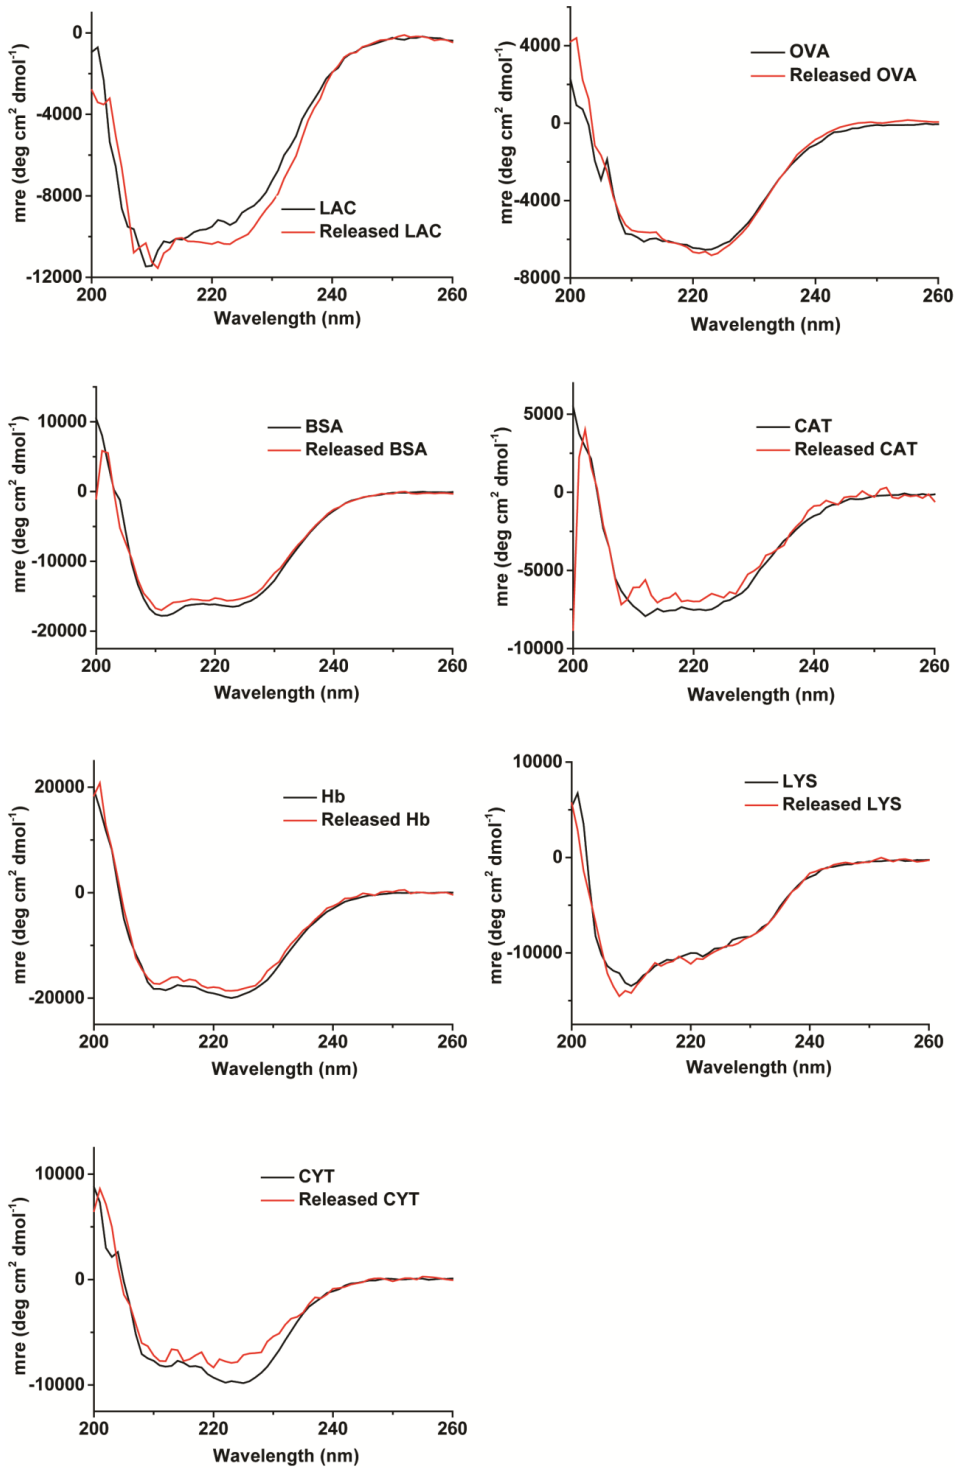 0
-4000
-8000
-12000
mre (deg cm² dmol⁻¹)
LAC
Released LAC
200 220 240 260
Wavelength (nm)
4000
0
-4000
-8000
mre (deg cm² dmol⁻¹)
OVA
Released OVA
200 220 240 260
Wavelength (nm)
10000
0
-10000
-20000
mre (deg cm² dmol⁻¹)
BSA
Released BSA
200 220 240 260
Wavelength (nm)
5000
0
-5000
-10000
mre (deg cm² dmol⁻¹)
CAT
Released CAT
200 220 240 260
Wavelength (nm)
20000
0
-20000
mre (deg cm² dmol⁻¹)
Hb
Released Hb
200 220 240 260
Wavelength (nm)
10000
0
-10000
mre (deg cm² dmol⁻¹)
LYS
Released LYS
200 220 240 260
Wavelength (nm)
10000
0
-10000
mre (deg cm² dmol⁻¹)
CYT
Released CYT
200 220 240 260
Wavelength (nm)